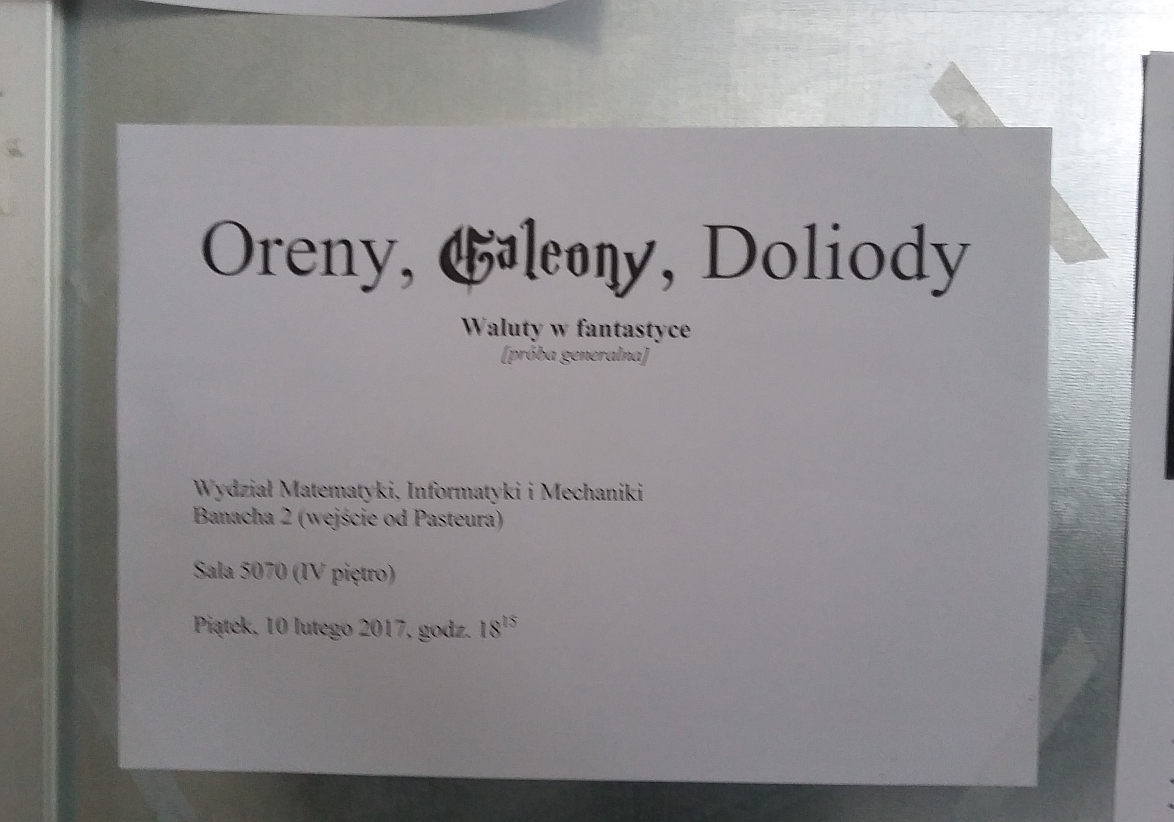 Oreny, Galeony, Doliody
Waluty w fantastyce
[próba generalna]
Wydział Matematyki, Informatyki i Mechaniki
Banacha 2 (wejście od Pasteura)
Sala 5070 (IV piętro)
Piątek, 10 lutego 2017, godz. 18¹⁵